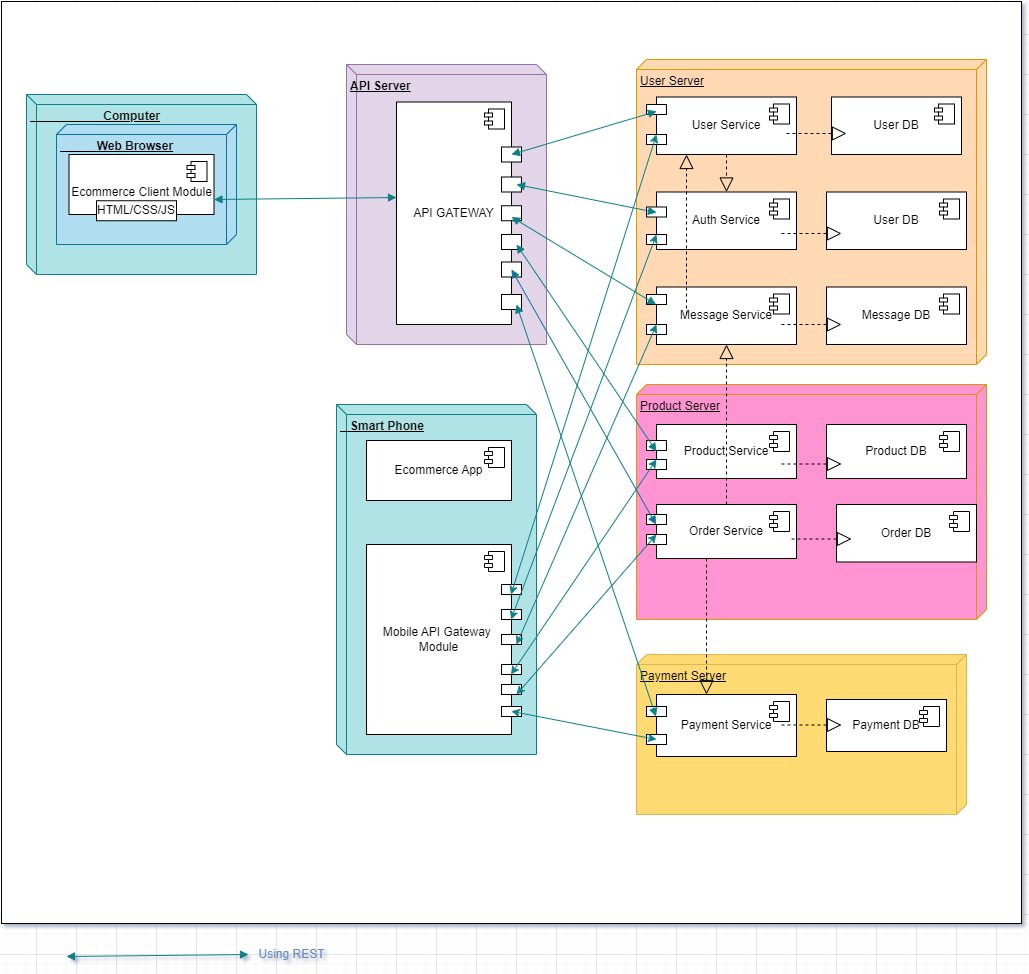 Computer
Web Browser
Ecommerce Client Module
HTML/CSS/JS
API Server
API GATEWAY
Smart Phone
Ecommerce App
Mobile API Gateway
Module
User Server
User Service
User DB
Auth Service
User DB
Message Service
Message DB
Product Server
Product Service
Product DB
Order Service
Order DB
Payment Server
Payment Service
Payment DB
Using REST